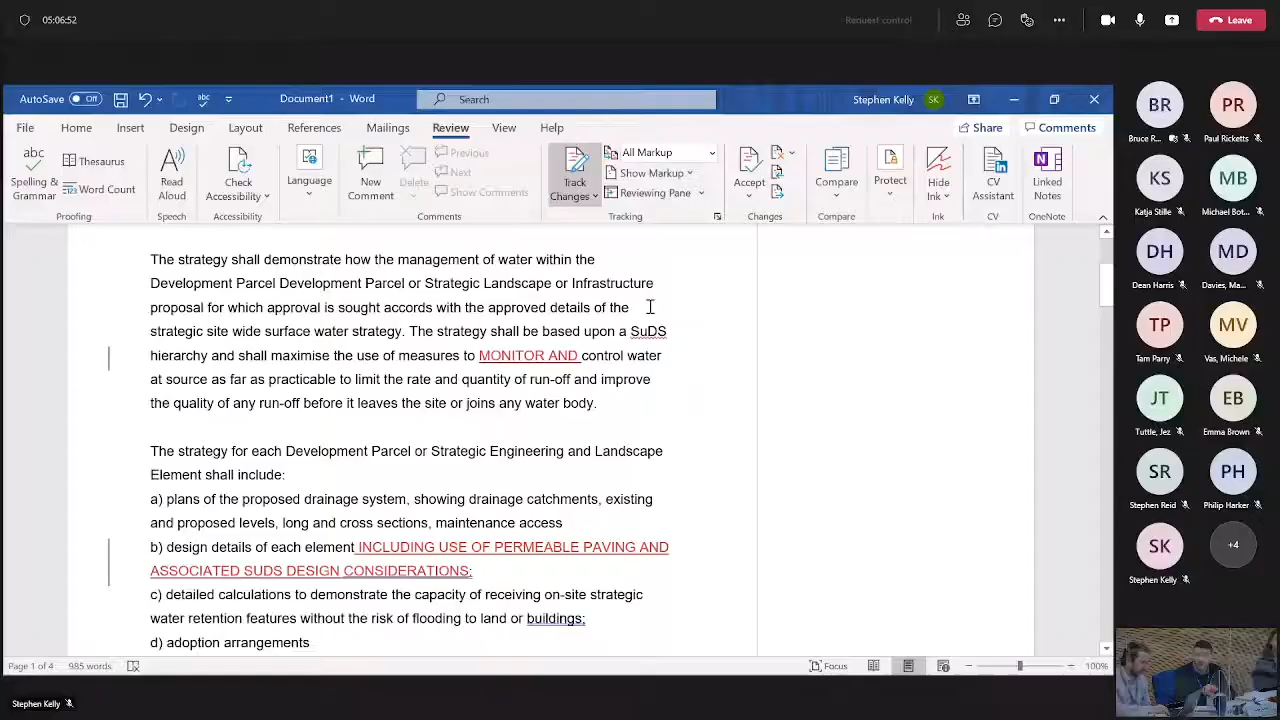 05:06:52
Request control
Leave
AutoSave Off
Document1 - Word
Search
Stephen Kelly SK
File Home Insert Design Layout References Mailings Review View Help
Share Comments
abc
Spelling & Grammar
Thesaurus
Word Count
Proofing
Read Aloud
Speech
Check Accessibility
Accessibility
Language
New Comment
Delete
Previous
Next
Show Comments
Comments
Track Changes
All Markup
Show Markup
Reviewing Pane
Tracking
Accept
Changes
Compare
Compare
Protect
Hide Ink
Ink
CV Assistant
CV
Linked Notes
OneNote
The strategy shall demonstrate how the management of water within the
Development Parcel Development Parcel or Strategic Landscape or Infrastructure
proposal for which approval is sought accords with the approved details of the
strategic site wide surface water strategy. The strategy shall be based upon a SuDS
hierarchy and shall maximise the use of measures to MONITOR AND control water
at source as far as practicable to limit the rate and quantity of run-off and improve
the quality of any run-off before it leaves the site or joins any water body.
The strategy for each Development Parcel or Strategic Engineering and Landscape
Element shall include:
a) plans of the proposed drainage system, showing drainage catchments, existing
and proposed levels, long and cross sections, maintenance access
b) design details of each element INCLUDING USE OF PERMEABLE PAVING AND
ASSOCIATED SUDS DESIGN CONSIDERATIONS;
c) detailed calculations to demonstrate the capacity of receiving on-site strategic
water retention features without the risk of flooding to land or buildings;
d) adoption arrangements
Page 1 of 4 985 words
Focus
100%
BR
Bruce R...
PR
Paul Ricketts
KS
Katja Stille
MB
Michael Bot...
DH
Dean Harris
MD
Davies, Ma...
TP
Tam Parry
MV
Vas, Michele
JT
Tuttle, Jez
EB
Emma Brown
SR
Stephen Reid
PH
Philip Harker
SK
Stephen Kelly
+4
Stephen Kelly